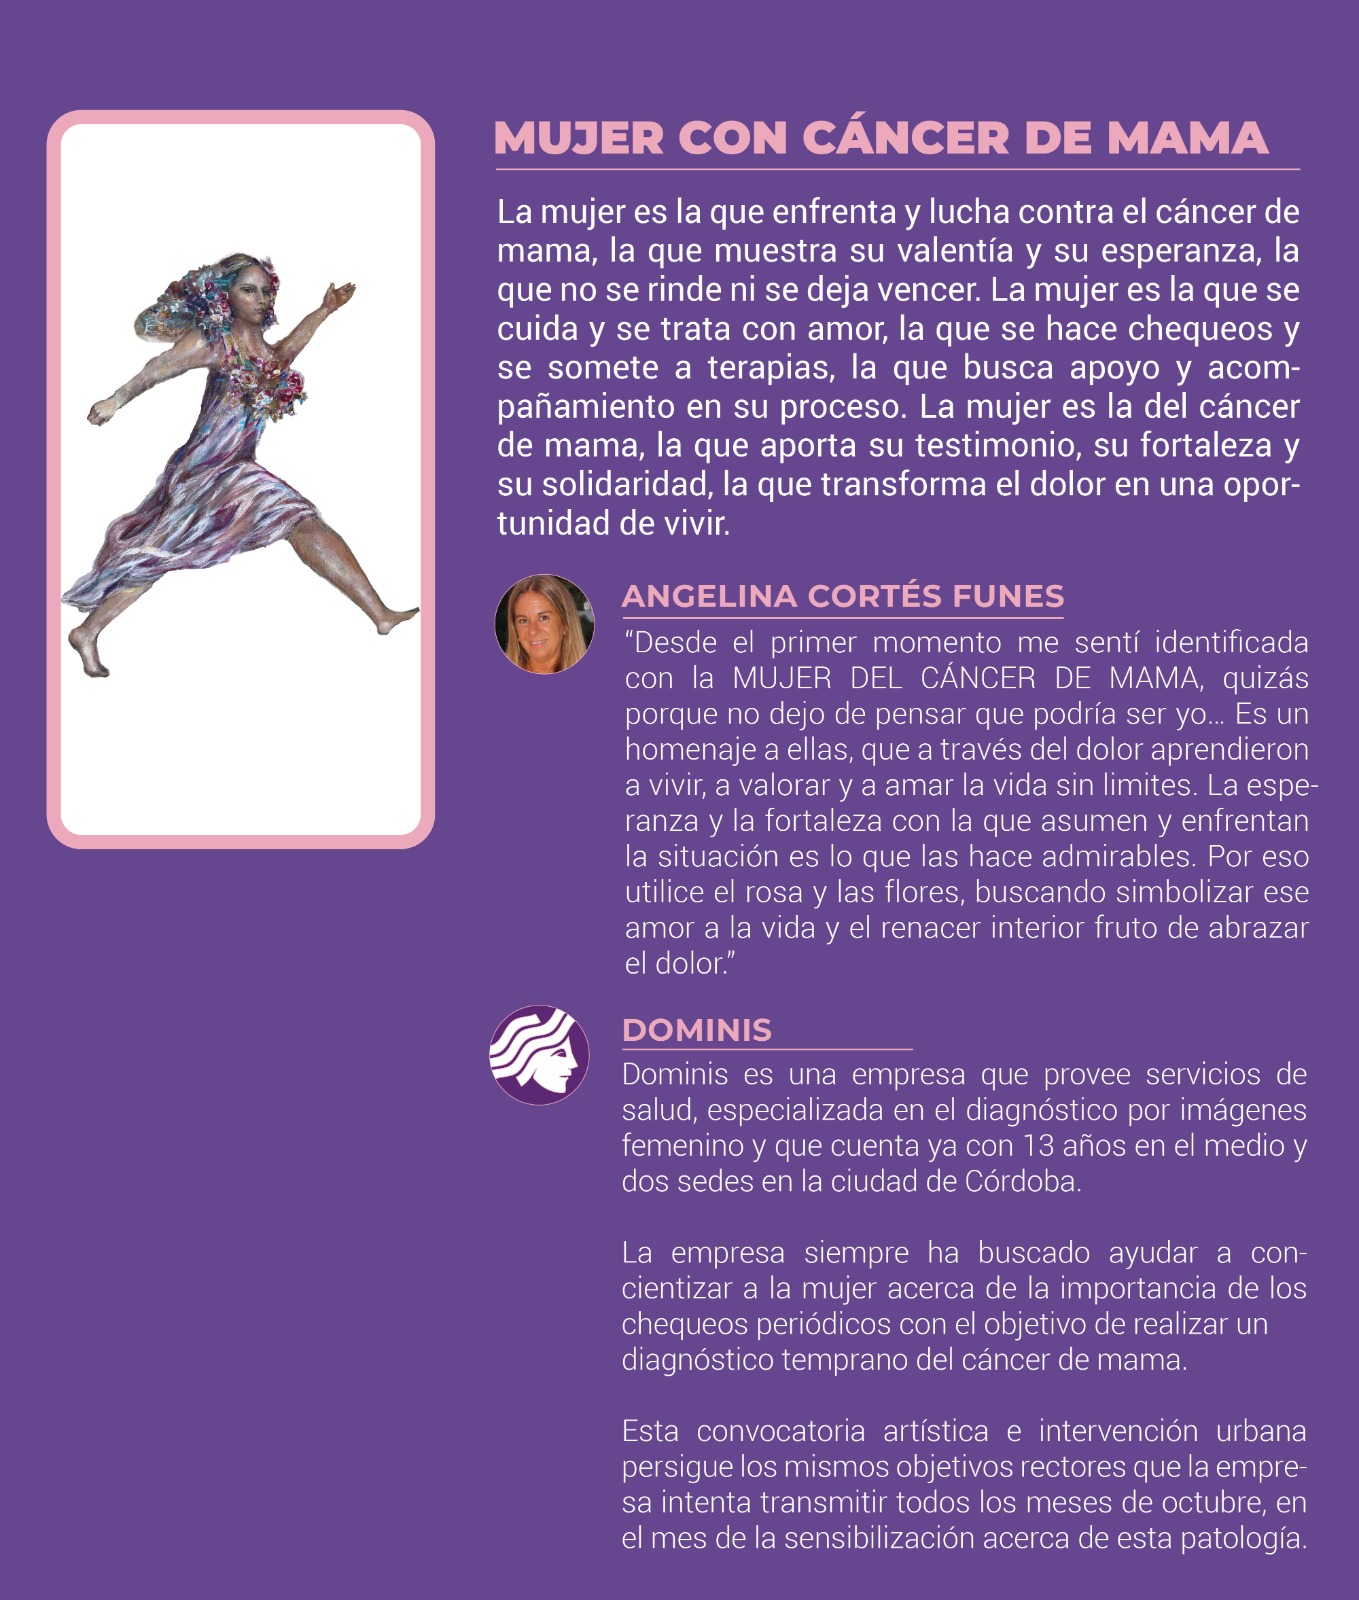 MUJER CON CÁNCER DE MAMA
La mujer es la que enfrenta y lucha contra el cáncer de
mama, la que muestra su valentía y su esperanza, la
que no se rinde ni se deja vencer. La mujer es la que se
cuida y se trata con amor, la que se hace chequeos y
se somete a terapias, la que busca apoyo y acom-
pañamiento en su proceso. La mujer es la del cáncer
de mama, la que aporta su testimonio, su fortaleza y
su solidaridad, la que transforma el dolor en una opor-
tunidad de vivir.
ANGELINA CORTÉS FUNES
“Desde el primer momento me sentí identificada
con la MUJER DEL CÁNCER DE MAMA, quizás
porque no dejo de pensar que podría ser yo... Es un
homenaje a ellas, que a través del dolor aprendieron
a vivir, a valorar y a amar la vida sin limites. La espe-
ranza y la fortaleza con la que asumen y enfrentan
la situación es lo que las hace admirables. Por eso
utilice el rosa y las flores, buscando simbolizar ese
amor a la vida y el renacer interior fruto de abrazar
el dolor.”
DOMINIS
Dominis es una empresa que provee servicios de
salud, especializada en el diagnóstico por imágenes
femenino y que cuenta ya con 13 años en el medio y
dos sedes en la ciudad de Córdoba.
La empresa siempre ha buscado ayudar a con-
cientizar a la mujer acerca de la importancia de los
chequeos periódicos con el objetivo de realizar un
diagnóstico temprano del cáncer de mama.
Esta convocatoria artística e intervención urbana
persigue los mismos objetivos rectores que la empre-
sa intenta transmitir todos los meses de octubre, en
el mes de la sensibilización acerca de esta patología.